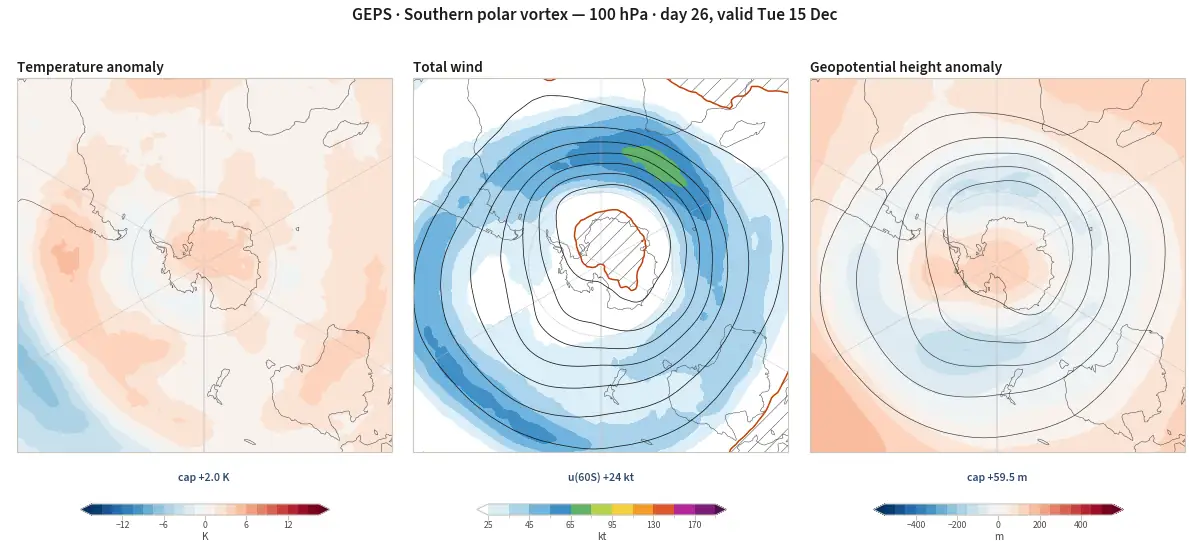 GEPS · Southern polar vortex — 100 hPa · day 26, valid Tue 15 Dec
Temperature anomaly
Total wind
Geopotential height anomaly
cap +2.0 K
u(60S) +24 kt
cap +59.5 m
−12 −6 0 6 12
K
25 45 65 95 130 170
kt
−400 −200 0 200 400
m